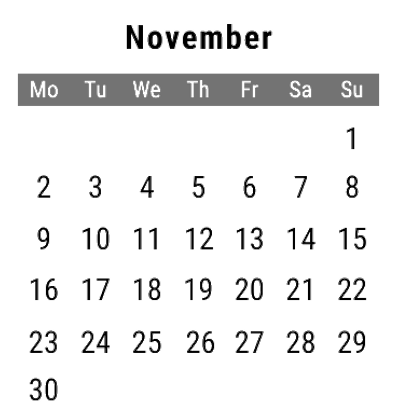 November
Mo Tu We Th Fr Sa Su
1
2 3 4 5 6 7 8
9 10 11 12 13 14 15
16 17 18 19 20 21 22
23 24 25 26 27 28 29
30